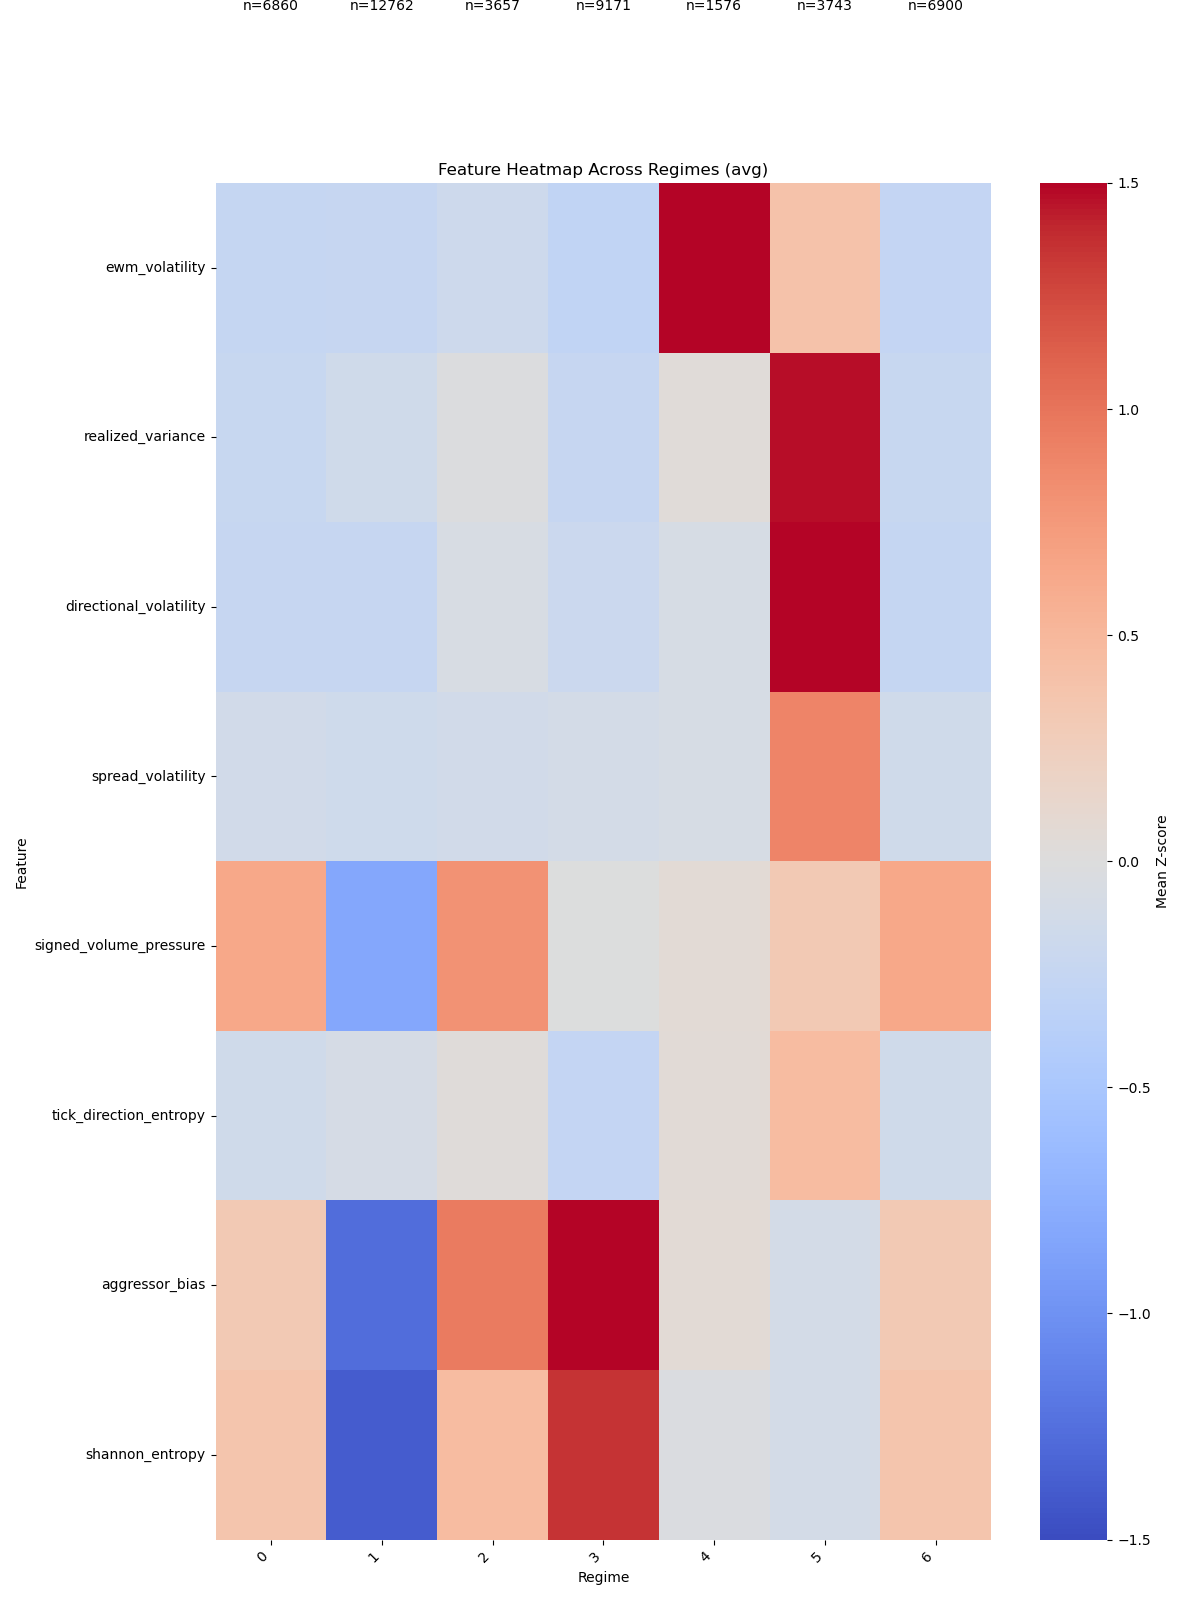 n=6860 n=12762 n=3657 n=9171 n=1576 n=3743 n=6900
Feature Heatmap Across Regimes (avg)
ewm_volatility
realized_variance
directional_volatility
spread_volatility
signed_volume_pressure
tick_direction_entropy
aggressor_bias
shannon_entropy
Feature
0 1 2 3 4 5 6
Regime
1.5
1.0
0.5
0.0
−0.5
−1.0
−1.5
Mean Z-score